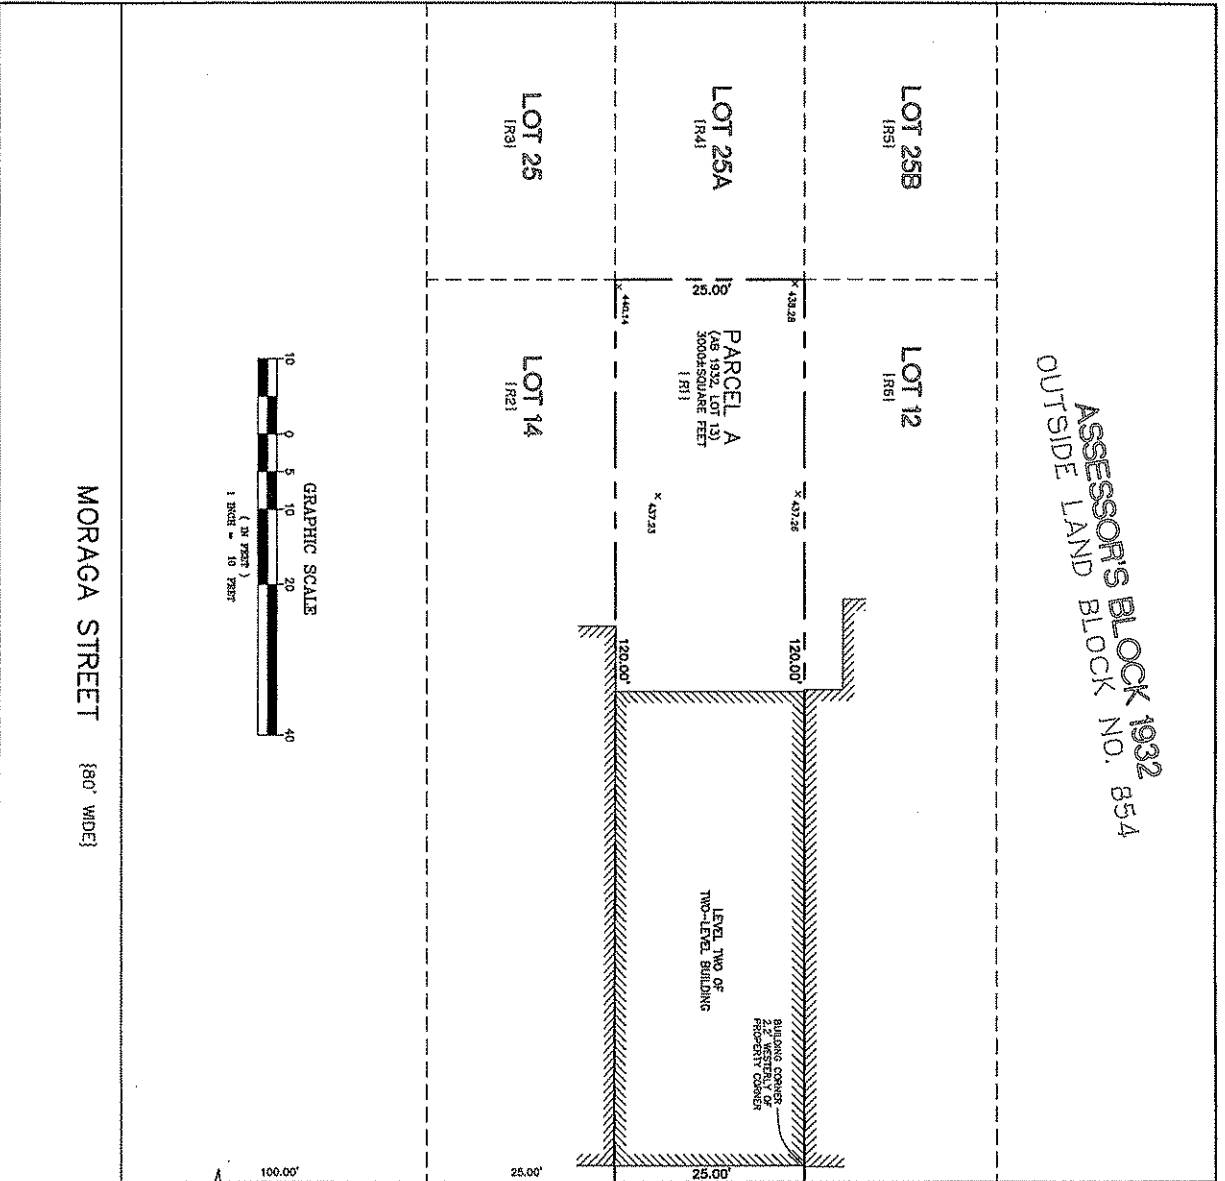 ASSESSOR'S BLOCK 1932
OUTSIDE LAND BLOCK NO. 854
LOT 25B
{R5}
LOT 12
{R6}
LOT 25A
{R4}
25.00'
× 438.28
× 440.14
PARCEL A
(AB 1932, LOT 13)
3000±SQUARE FEET
{R1}
× 437.26
× 437.23
120.00'
120.00'
BUILDING CORNER
2.2' WESTERLY OF
PROPERTY CORNER
LEVEL TWO OF
TWO-LEVEL BUILDING
25.00'
LOT 25
{R3}
LOT 14
{R2}
25.00'
GRAPHIC SCALE
10 0 5 10 20 40
( IN FEET )
1 INCH = 10 FEET
100.00'
MORAGA STREET {80' WIDE}